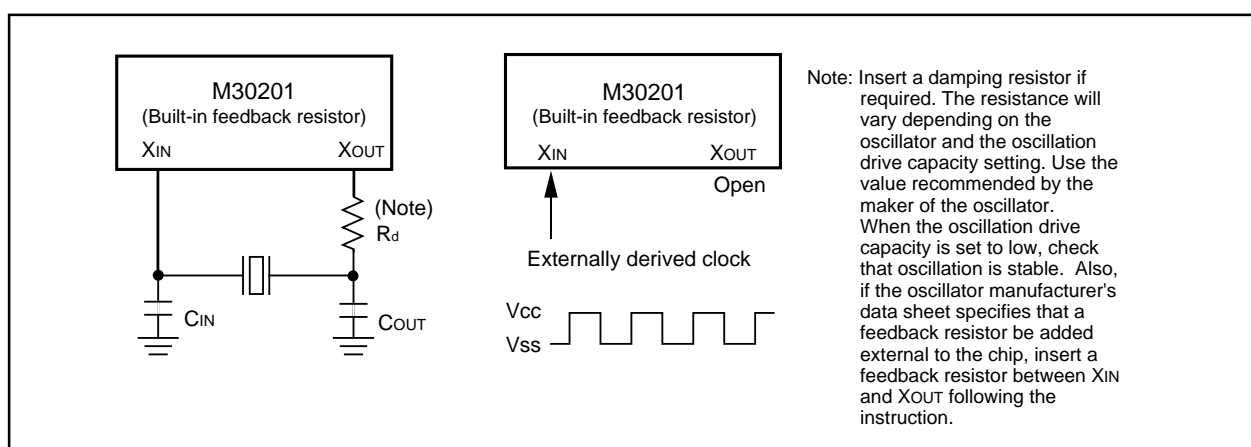 M30201
(Built-in feedback resistor)
XIN
XOUT
(Note)
Rd
CIN
COUT
M30201
(Built-in feedback resistor)
XIN
XOUT
Open
Externally derived clock
Vcc
Vss
Note: Insert a damping resistor if
required. The resistance will
vary depending on the
oscillator and the oscillation
drive capacity setting. Use the
value recommended by the
maker of the oscillator.
When the oscillation drive
capacity is set to low, check
that oscillation is stable. Also,
if the oscillator manufacturer's
data sheet specifies that a
feedback resistor be added
external to the chip, insert a
feedback resistor between XIN
and XOUT following the
instruction.